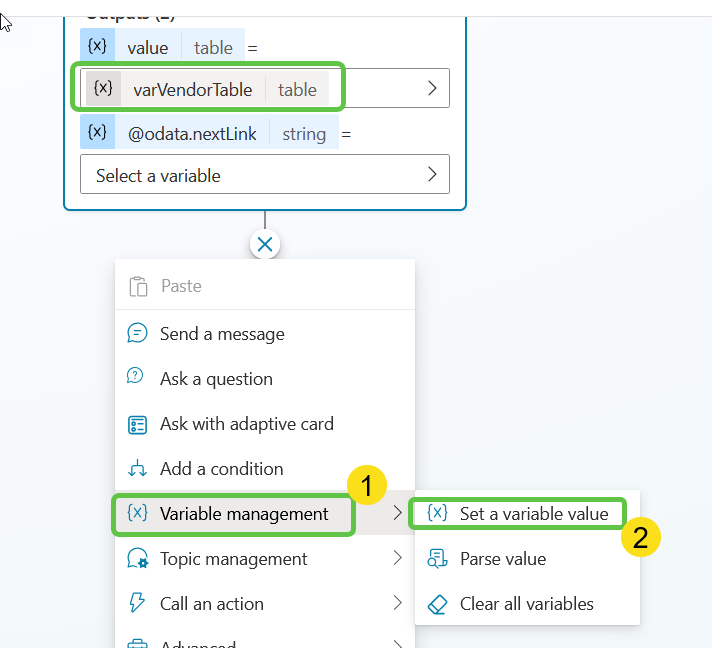 Outputs (2)
{x} value table =
{x} varVendorTable table
{x} @odata.nextLink string =
Select a variable
Paste
Send a message
Ask a question
Ask with adaptive card
Add a condition
1
{x} Variable management
{x} Set a variable value
2
Topic management
Parse value
Call an action
Clear all variables
Advanced